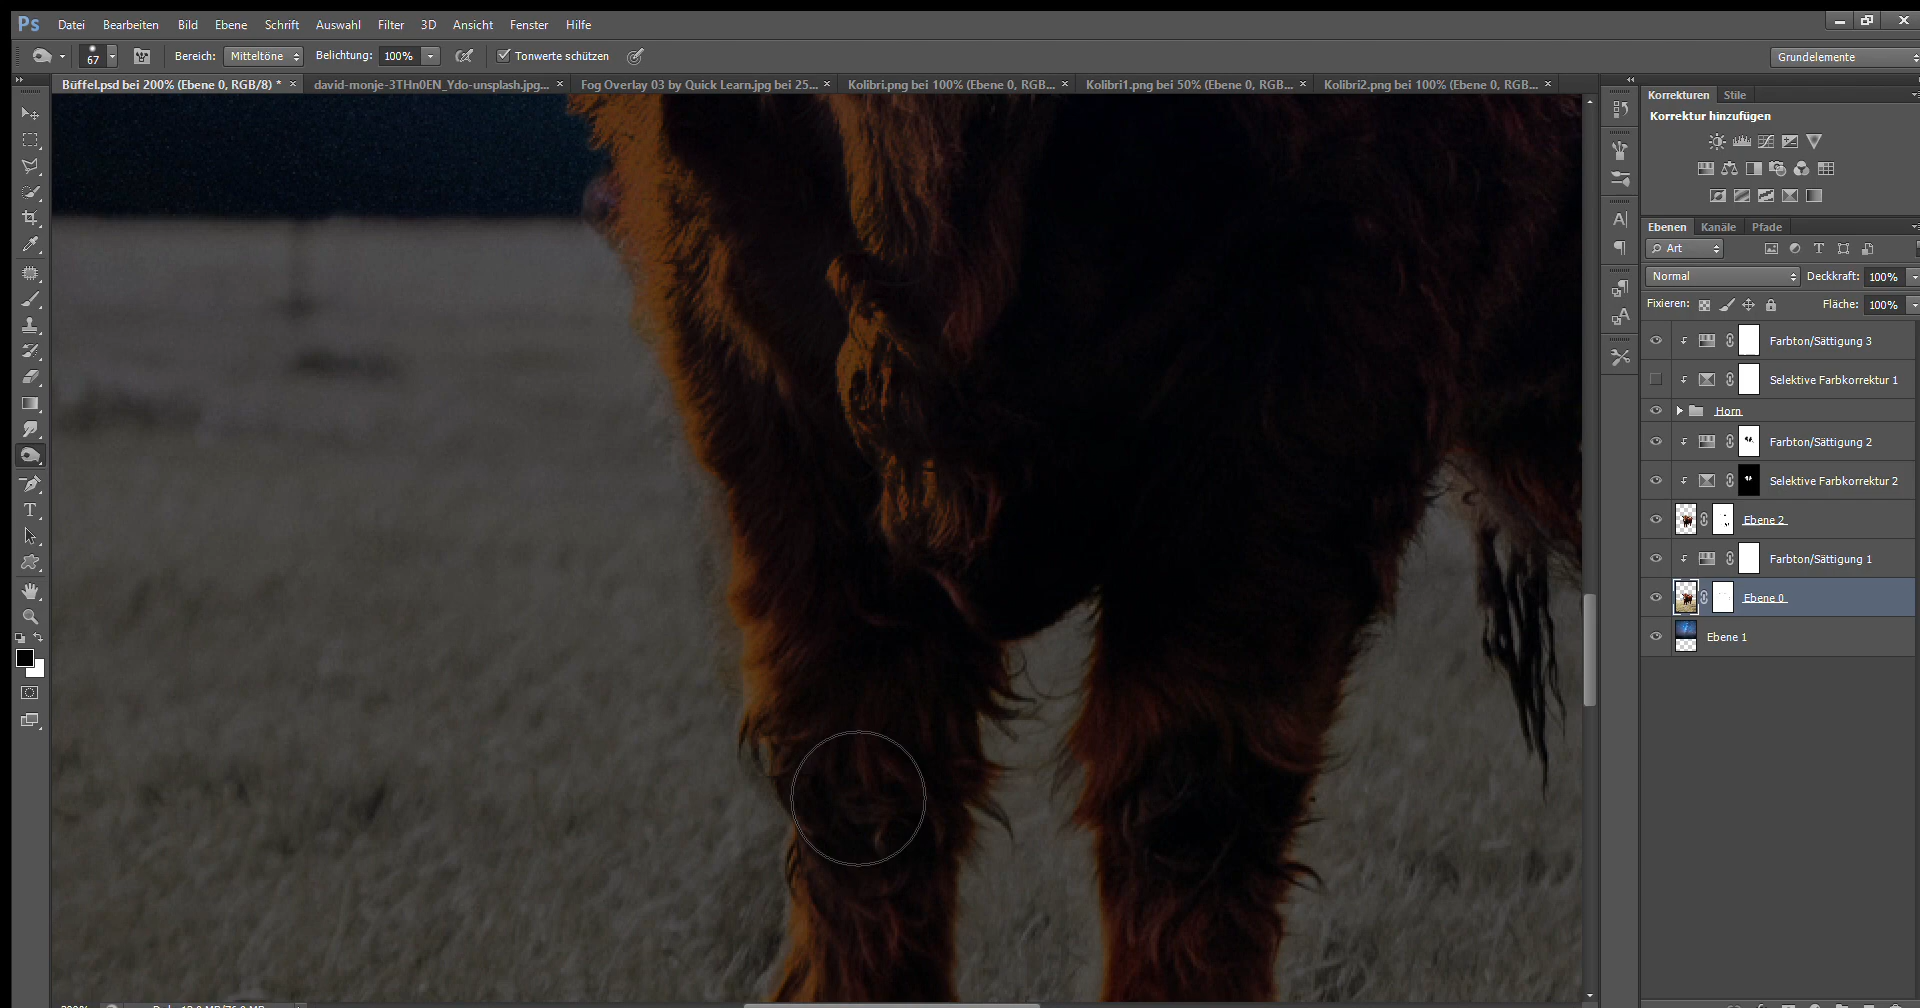 Ps Datei Bearbeiten Bild Ebene Schrift Auswahl Filter 3D Ansicht Fenster Hilfe
67 Bereich: Mitteltöne Belichtung: 100% Tonwerte schützen Grundelemente
Büffel.psd bei 200% (Ebene 0, RGB/8) * × david-monje-3THn0EN_Ydo-unsplash.jpg... × Fog Overlay 03 by Quick Learn.jpg bei 25... × Kolibri.png bei 100% (Ebene 0, RGB... × Kolibri1.png bei 50% (Ebene 0, RGB... × Kolibri2.png bei 100% (Ebene 0, RGB... ×
Korrekturen Stile
Korrektur hinzufügen
Ebenen Kanäle Pfade
Art
Normal Deckkraft: 100%
Fixieren: Fläche: 100%
Farbton/Sättigung 3
Selektive Farbkorrektur 1
Horn
Farbton/Sättigung 2
Selektive Farbkorrektur 2
Ebene 2
Farbton/Sättigung 1
Ebene 0
Ebene 1